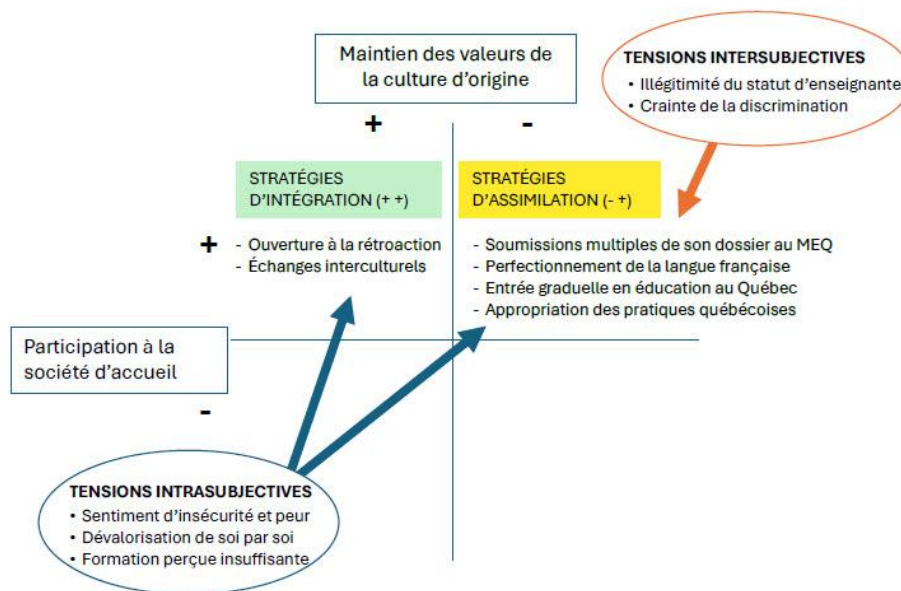 Maintien des valeurs de
la culture d’origine
TENSIONS INTERSUBJECTIVES
• Illégitimité du statut d’enseignante
• Crainte de la discrimination
+
-
STRATÉGIES
D’INTÉGRATION (+ +)
STRATÉGIES
D’ASSIMILATION (- +)
+
- Ouverture à la rétroaction
- Échanges interculturels
- Soumissions multiples de son dossier au MEQ
- Perfectionnement de la langue française
- Entrée graduelle en éducation au Québec
- Appropriation des pratiques québécoises
Participation à la
société d’accueil
-
TENSIONS INTRASUBJECTIVES
• Sentiment d’insécurité et peur
• Dévalorisation de soi par soi
• Formation perçue insuffisante